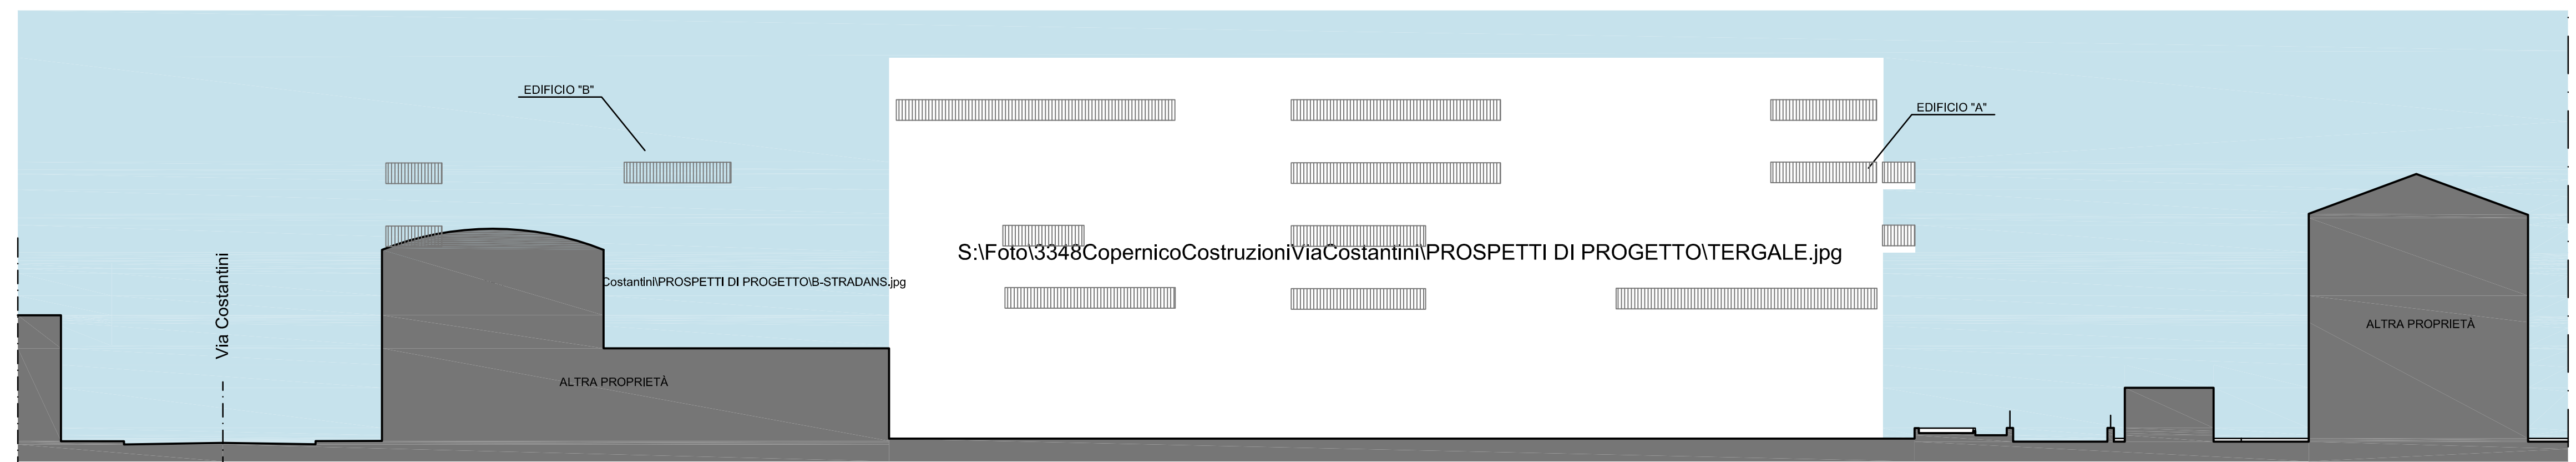 EDIFICIO "B"
EDIFICIO "A"
S:\Foto\3348CopernicoCostruzioniViaCostantini\PROSPETTI DI PROGETTO\TERGALE.jpg
Costantini\PROSPETTI DI PROGETTO\B-STRADANS.jpg
Via Costantini
ALTRA PROPRIETÀ
ALTRA PROPRIETÀ